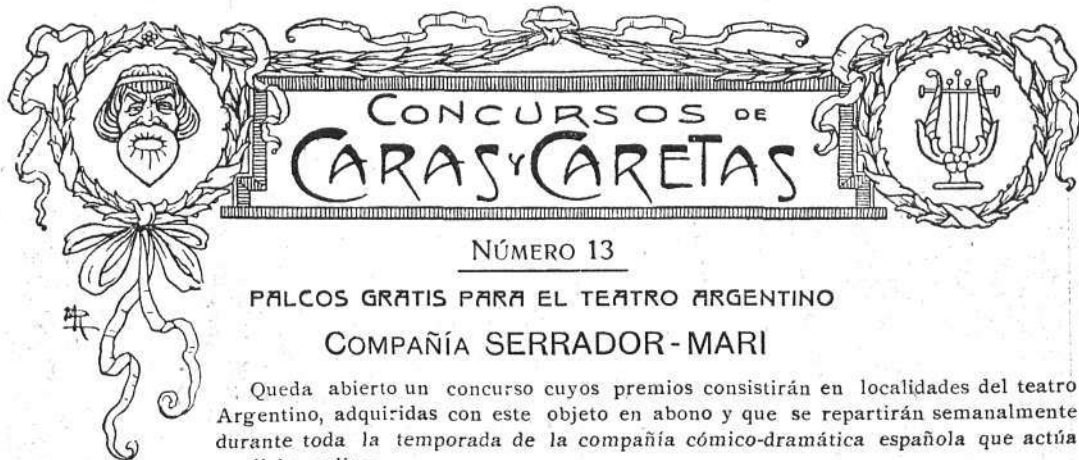 CONCURSOS DE
CARAS Y CARETAS
NÚMERO 13
PALCOS GRATIS PARA EL TEATRO ARGENTINO
COMPAÑÍA SERRADOR-MARI
Queda abierto un concurso cuyos premios consistirán en localidades del teatro
Argentino, adquiridas con este objeto en abono y que se repartirán semanalmente
durante toda la temporada de la compañía cómico-dramática española que actúa